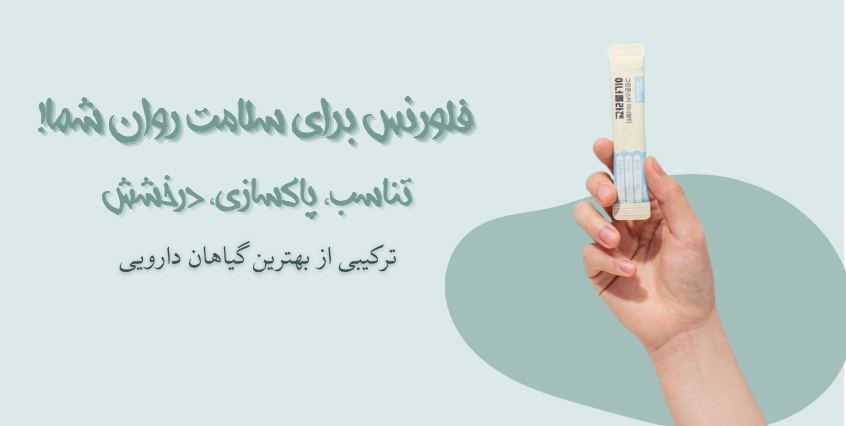 فلورنس برای سلامت روان شما!
تناسب، پاکسازی، درخشش
ترکیبی از بهترین گیاهان دارویی